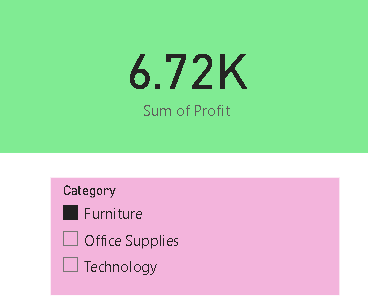 6.72K
Sum of Profit
Category
Furniture
Office Supplies
Technology